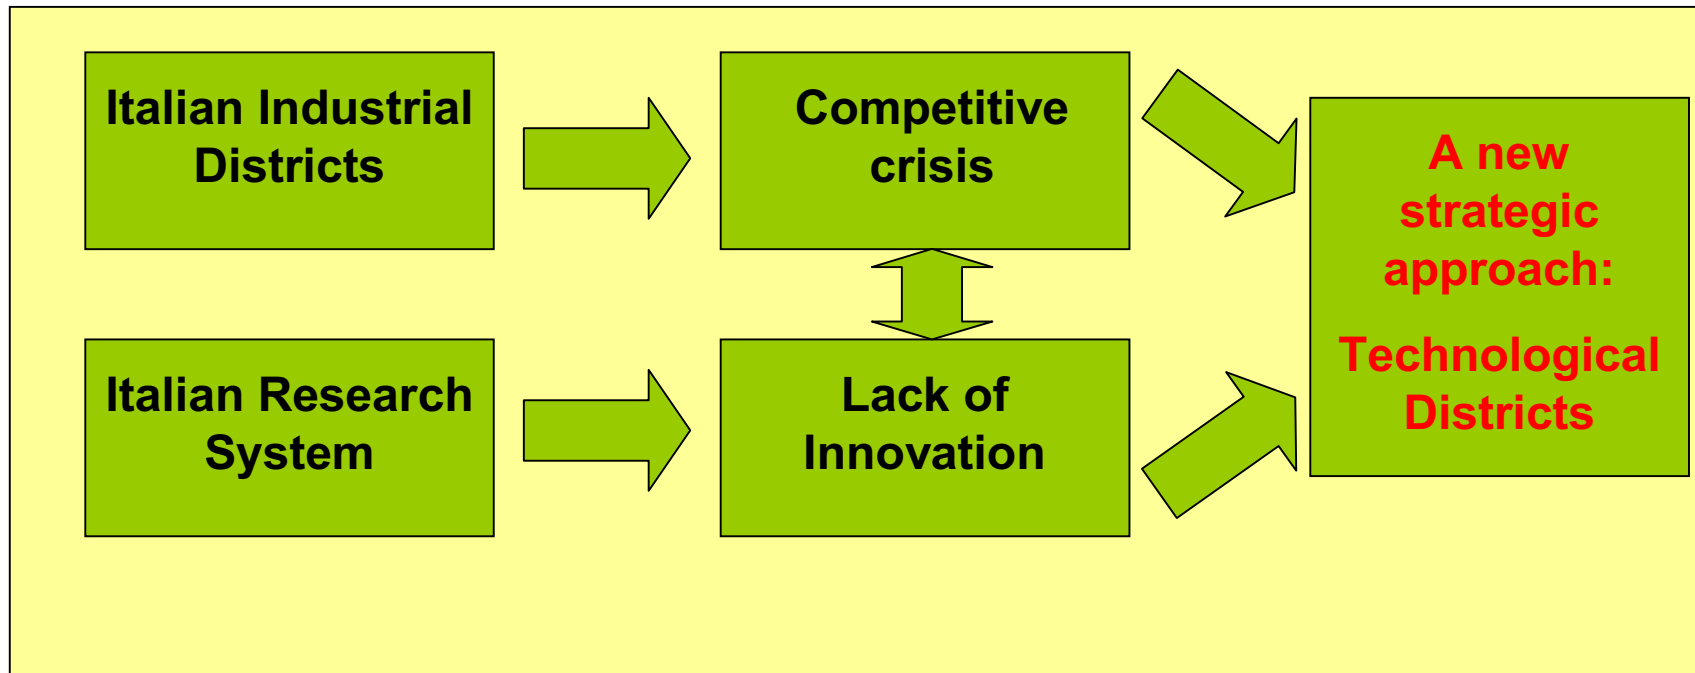 Italian Industrial
Districts
Competitive
crisis
Italian Research
System
Lack of
Innovation
A new
strategic
approach:
Technological
Districts